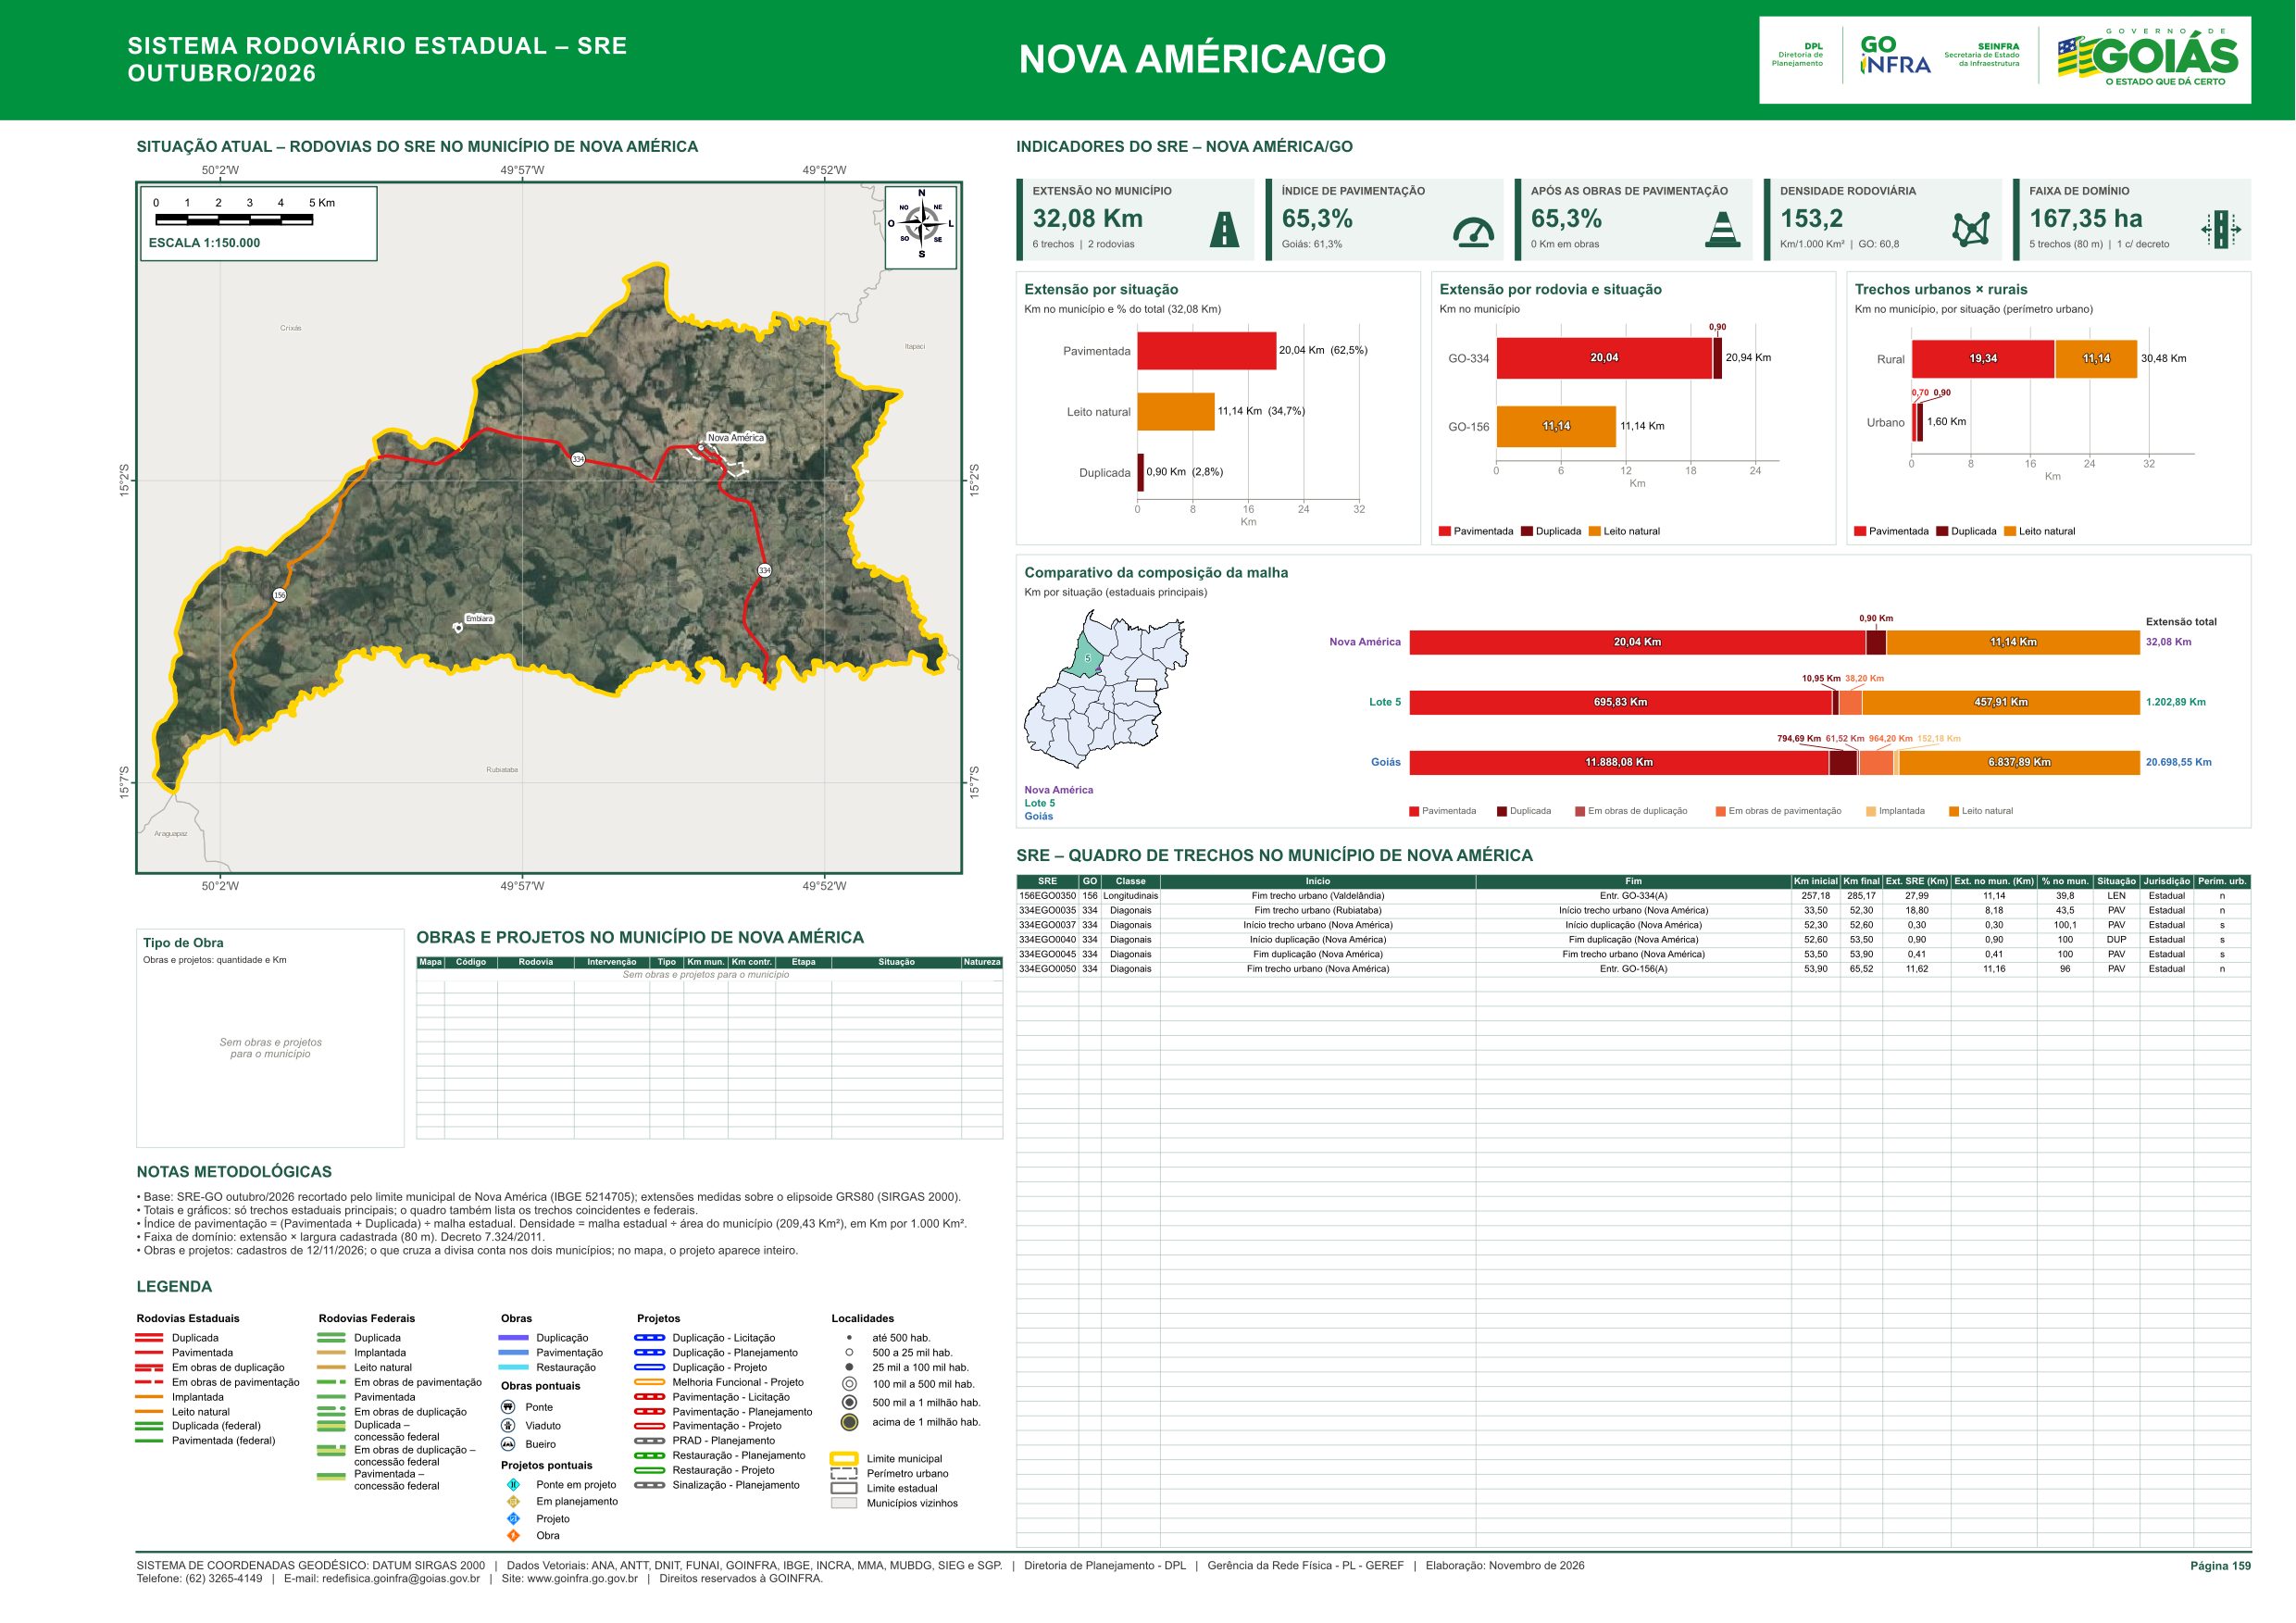 SISTEMA RODOVIÁRIO ESTADUAL – SRE
OUTUBRO/2026
NOVA AMÉRICA/GO
DPL
Diretoria de
Planejamento
GO
iNFRA
SEINFRA
Secretaria de Estado
da Infraestrutura
GOVERNO DE
GOIÁS
O ESTADO QUE DÁ CERTO
SITUAÇÃO ATUAL – RODOVIAS DO SRE NO MUNICÍPIO DE NOVA AMÉRICA
50°2'W 49°57'W 49°52'W
0 1 2 3 4 5 Km
ESCALA 1:150.000
N
NO NE
O L
SO SE
S
Crixás
Itapaci
Nova América
334
15°2'S 15°2'S
334
156
Embiara
Rubiataba
15°7'S 15°7'S
Araguapaz
50°2'W 49°57'W 49°52'W
INDICADORES DO SRE – NOVA AMÉRICA/GO
EXTENSÃO NO MUNICÍPIO
32,08 Km
6 trechos | 2 rodovias
ÍNDICE DE PAVIMENTAÇÃO
65,3%
Goiás: 61,3%
APÓS AS OBRAS DE PAVIMENTAÇÃO
65,3%
0 Km em obras
DENSIDADE RODOVIÁRIA
153,2
Km/1.000 Km² | GO: 60,8
FAIXA DE DOMÍNIO
167,35 ha
5 trechos (80 m) | 1 c/ decreto
Extensão por situação
Km no município e % do total (32,08 Km)
Pavimentada 20,04 Km (62,5%)
Leito natural 11,14 Km (34,7%)
Duplicada 0,90 Km (2,8%)
0 8 16 24 32
Km
Extensão por rodovia e situação
Km no município
0,90
GO-334 20,04 20,94 Km
GO-156 11,14 11,14 Km
0 6 12 18 24
Km
Pavimentada Duplicada Leito natural
Trechos urbanos × rurais
Km no município, por situação (perímetro urbano)
Rural 19,34 11,14 30,48 Km
0,70 0,90
Urbano 1,60 Km
0 8 16 24 32
Km
Pavimentada Duplicada Leito natural
Comparativo da composição da malha
Km por situação (estaduais principais)
5
Nova América
Lote 5
Goiás
0,90 Km Extensão total
Nova América 20,04 Km 11,14 Km 32,08 Km
10,95 Km 38,20 Km
Lote 5 695,83 Km 457,91 Km 1.202,89 Km
794,69 Km 61,52 Km 964,20 Km 152,18 Km
Goiás 11.888,08 Km 6.837,89 Km 20.698,55 Km
Pavimentada Duplicada Em obras de duplicação Em obras de pavimentação Implantada Leito natural
SRE – QUADRO DE TRECHOS NO MUNICÍPIO DE NOVA AMÉRICA
SRE GO Classe Início Fim Km inicial Km final Ext. SRE (Km) Ext. no mun. (Km) % no mun. Situação Jurisdição Perím. urb.
156EGO0350 156 Longitudinais Fim trecho urbano (Valdelândia) Entr. GO-334(A) 257,18 285,17 27,99 11,14 39,8 LEN Estadual n
334EGO0035 334 Diagonais Fim trecho urbano (Rubiataba) Início trecho urbano (Nova América) 33,50 52,30 18,80 8,18 43,5 PAV Estadual n
334EGO0037 334 Diagonais Início trecho urbano (Nova América) Início duplicação (Nova América) 52,30 52,60 0,30 0,30 100,1 PAV Estadual s
334EGO0040 334 Diagonais Início duplicação (Nova América) Fim duplicação (Nova América) 52,60 53,50 0,90 0,90 100 DUP Estadual s
334EGO0045 334 Diagonais Fim duplicação (Nova América) Fim trecho urbano (Nova América) 53,50 53,90 0,41 0,41 100 PAV Estadual s
334EGO0050 334 Diagonais Fim trecho urbano (Nova América) Entr. GO-156(A) 53,90 65,52 11,62 11,16 96 PAV Estadual n
Tipo de Obra
Obras e projetos: quantidade e Km
Sem obras e projetos
para o município
OBRAS E PROJETOS NO MUNICÍPIO DE NOVA AMÉRICA
Mapa Código Rodovia Intervenção Tipo Km mun. Km contr. Etapa Situação Natureza
Sem obras e projetos para o município
NOTAS METODOLÓGICAS
• Base: SRE-GO outubro/2026 recortado pelo limite municipal de Nova América (IBGE 5214705); extensões medidas sobre o elipsoide GRS80 (SIRGAS 2000).
• Totais e gráficos: só trechos estaduais principais; o quadro também lista os trechos coincidentes e federais.
• Índice de pavimentação = (Pavimentada + Duplicada) ÷ malha estadual. Densidade = malha estadual ÷ área do município (209,43 Km²), em Km por 1.000 Km².
• Faixa de domínio: extensão × largura cadastrada (80 m). Decreto 7.324/2011.
• Obras e projetos: cadastros de 12/11/2026; o que cruza a divisa conta nos dois municípios; no mapa, o projeto aparece inteiro.
LEGENDA
Rodovias Estaduais
Duplicada
Pavimentada
Em obras de duplicação
Em obras de pavimentação
Implantada
Leito natural
Duplicada (federal)
Pavimentada (federal)
Rodovias Federais
Duplicada
Implantada
Leito natural
Em obras de pavimentação
Pavimentada
Em obras de duplicação
Duplicada –
concessão federal
Em obras de duplicação –
concessão federal
Pavimentada –
concessão federal
Obras
Duplicação
Pavimentação
Restauração
Obras pontuais
Ponte
Viaduto
Bueiro
Projetos pontuais
Ponte em projeto
Em planejamento
Projeto
Obra
Projetos
Duplicação - Licitação
Duplicação - Planejamento
Duplicação - Projeto
Melhoria Funcional - Projeto
Pavimentação - Licitação
Pavimentação - Planejamento
Pavimentação - Projeto
PRAD - Planejamento
Restauração - Planejamento
Restauração - Projeto
Sinalização - Planejamento
Localidades
até 500 hab.
500 a 25 mil hab.
25 mil a 100 mil hab.
100 mil a 500 mil hab.
500 mil a 1 milhão hab.
acima de 1 milhão hab.
Limite municipal
Perímetro urbano
Limite estadual
Municípios vizinhos
SISTEMA DE COORDENADAS GEODÉSICO: DATUM SIRGAS 2000 | Dados Vetoriais: ANA, ANTT, DNIT, FUNAI, GOINFRA, IBGE, INCRA, MMA, MUBDG, SIEG e SGP. | Diretoria de Planejamento - DPL | Gerência da Rede Física - PL - GEREF | Elaboração: Novembro de 2026
Página 159
Telefone: (62) 3265-4149 | E-mail: redefisica.goinfra@goias.gov.br | Site: www.goinfra.go.gov.br | Direitos reservados à GOINFRA.